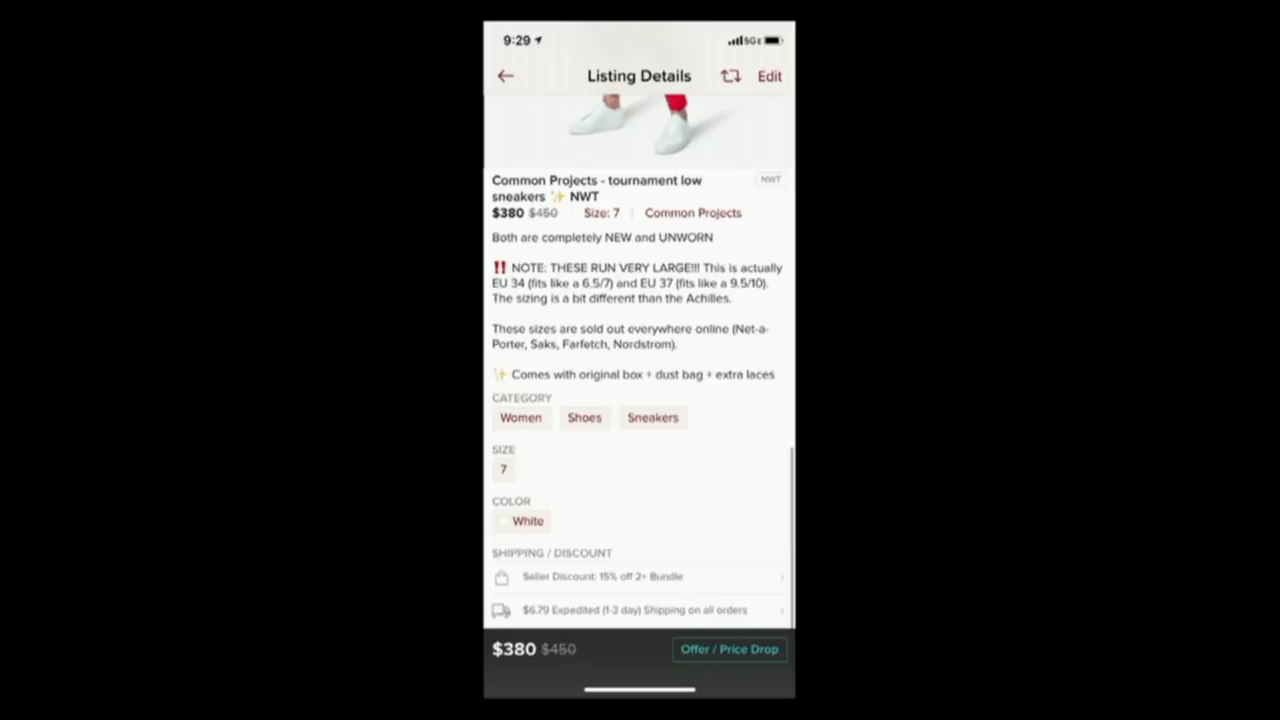 9:29
5GE
Listing Details
Edit
Common Projects - tournament low
sneakers ✨ NWT
NWT
$380 $450
Size: 7
Common Projects
Both are completely NEW and UNWORN
‼️ NOTE: THESE RUN VERY LARGE!!! This is actually
EU 34 (fits like a 6.5/7) and EU 37 (fits like a 9.5/10).
The sizing is a bit different than the Achilles.
These sizes are sold out everywhere online (Net-a-
Porter, Saks, Farfetch, Nordstrom).
✨ Comes with original box + dust bag + extra laces
CATEGORY
Women
Shoes
Sneakers
SIZE
7
COLOR
White
SHIPPING / DISCOUNT
Seller Discount: 15% off 2+ Bundle
$6.79 Expedited (1-3 day) Shipping on all orders
$380 $450
Offer / Price Drop